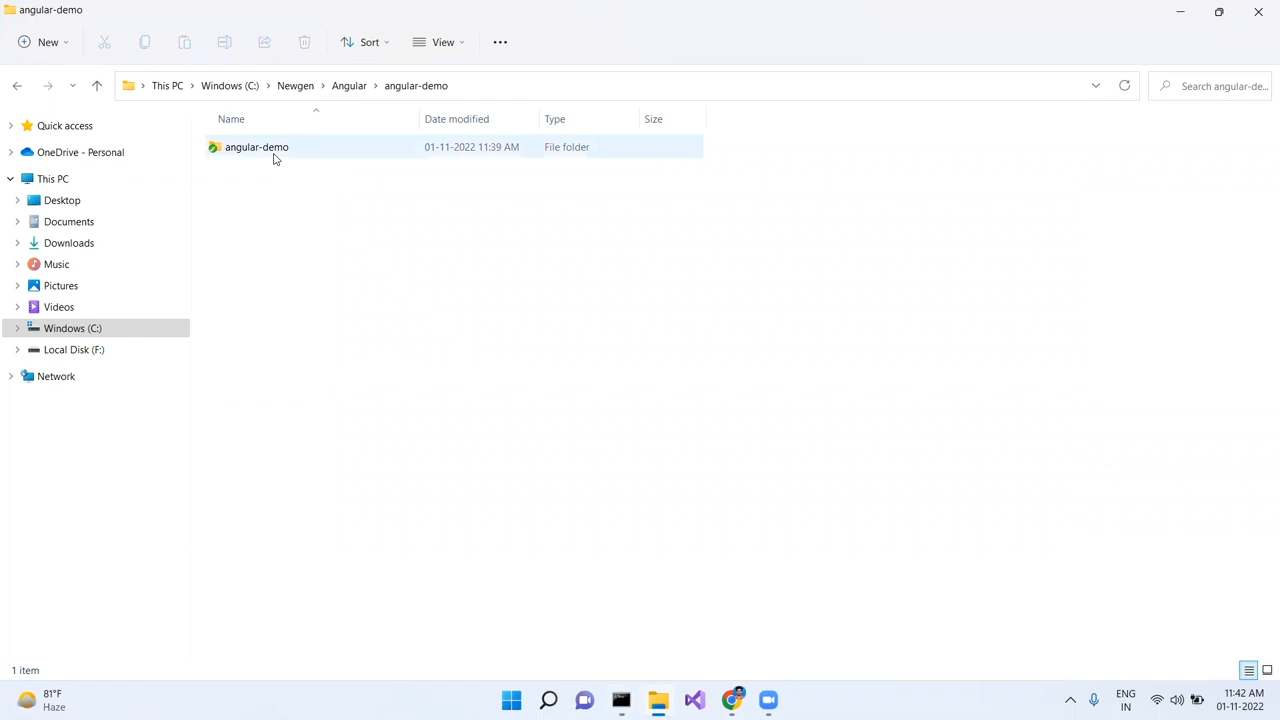 angular-demo
New
Sort
View
This PC > Windows (C:) > Newgen > Angular > angular-demo
Search angular-de...
Name
Date modified
Type
Size
Quick access
angular-demo
01-11-2022 11:39 AM
File folder
OneDrive - Personal
This PC
Desktop
Documents
Downloads
Music
Pictures
Videos
Windows (C:)
Local Disk (F:)
Network
1 item
81°F
Haze
ENG
IN
11:42 AM
01-11-2022